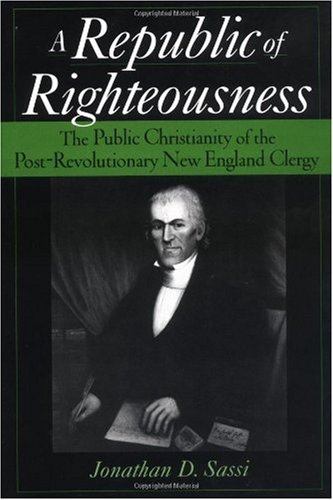 A Republic of
Righteousness
The Public Christianity of the
Post-Revolutionary New England Clergy
Jonathan D. Sassi